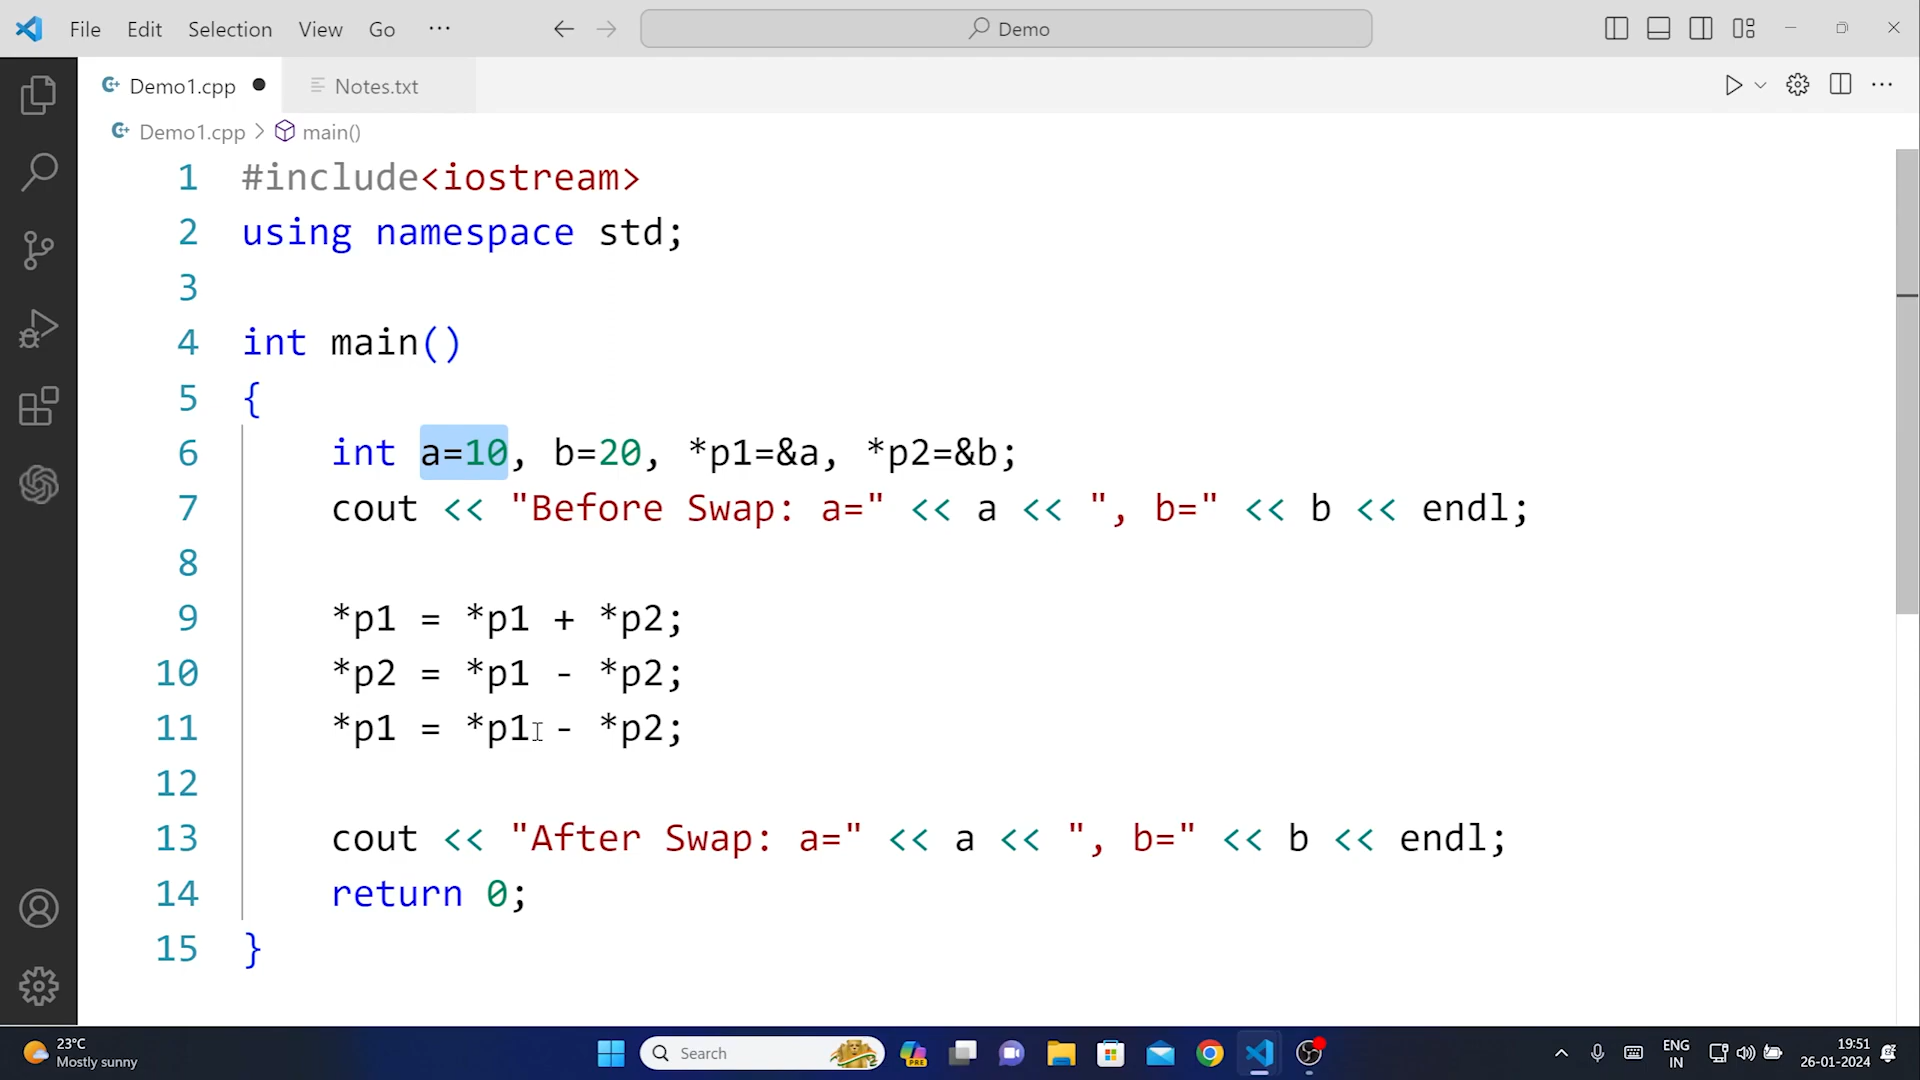 File Edit Selection View Go ··· Demo
Demo1.cpp Notes.txt
Demo1.cpp > main()
1 #include<iostream>
2 using namespace std;
3
4 int main()
5 {
6 int a=10, b=20, *p1=&a, *p2=&b;
7 cout << "Before Swap: a=" << a << ", b=" << b << endl;
8
9 *p1 = *p1 + *p2;
10 *p2 = *p1 - *p2;
11 *p1 = *p1 - *p2;
12
13 cout << "After Swap: a=" << a << ", b=" << b << endl;
14 return 0;
15 }
23°C
Mostly sunny
Search
PRE
ENG
IN
19:51
26-01-2024